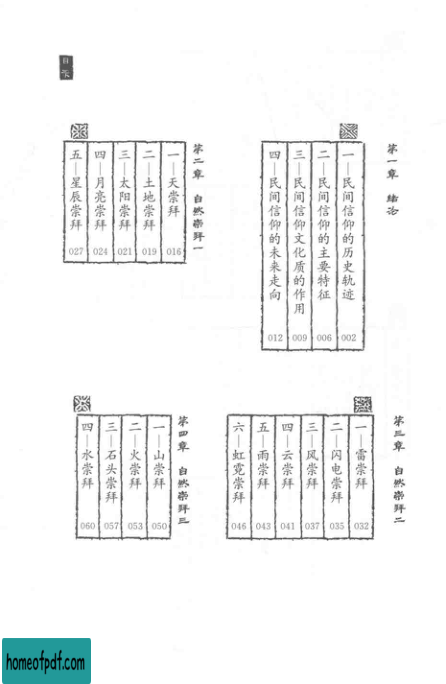 目录
第一章 绪论
一——民间信仰的历史轨迹 002
二——民间信仰的主要特征 006
三——民间信仰文化质的作用 009
四——民间信仰的未来走向 012
第二章 自然崇拜一
一——天崇拜 016
二——土地崇拜 019
三——太阳崇拜 021
四——月亮崇拜 024
五——星辰崇拜 027
第三章 自然崇拜二
一——雷崇拜 032
二——闪电崇拜 035
三——风崇拜 037
四——云崇拜 041
五——雨崇拜 043
六——虹霓崇拜 046
第四章 自然崇拜三
一——山崇拜 050
二——火崇拜 053
三——石头崇拜 057
四——水崇拜 060
homeofpdf.com